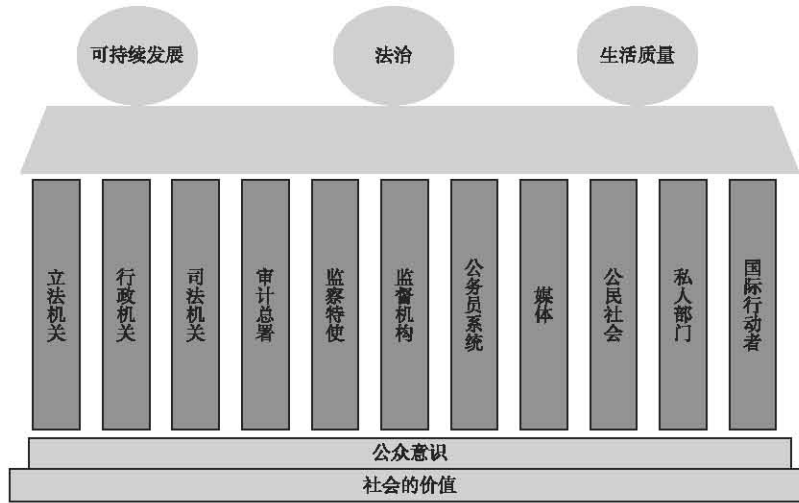 可持续发展
法治
生活质量
立法机关
行政机关
司法机关
审计总署
监察特使
监督机构
公务员系统
媒体
公民社会
私人部门
国际行动者
公众意识
社会的价值